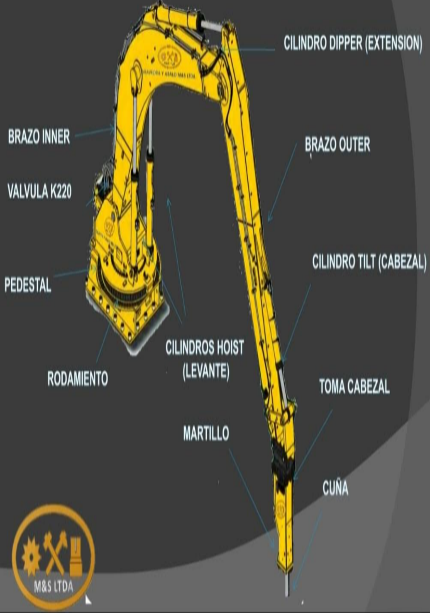 CILINDRO DIPPER (EXTENSION)
BRAZO INNER
BRAZO OUTER
VALVULA K220
CILINDRO TILT (CABEZAL)
PEDESTAL
CILINDROS HOIST
(LEVANTE)
RODAMIENTO
TOMA CABEZAL
MARTILLO
CUÑA
M&S LTDA